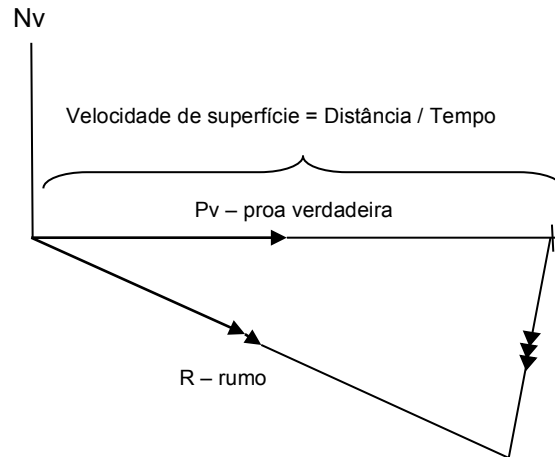 Nv
Velocidade de superfície = Distância / Tempo
Pv – proa verdadeira
R – rumo